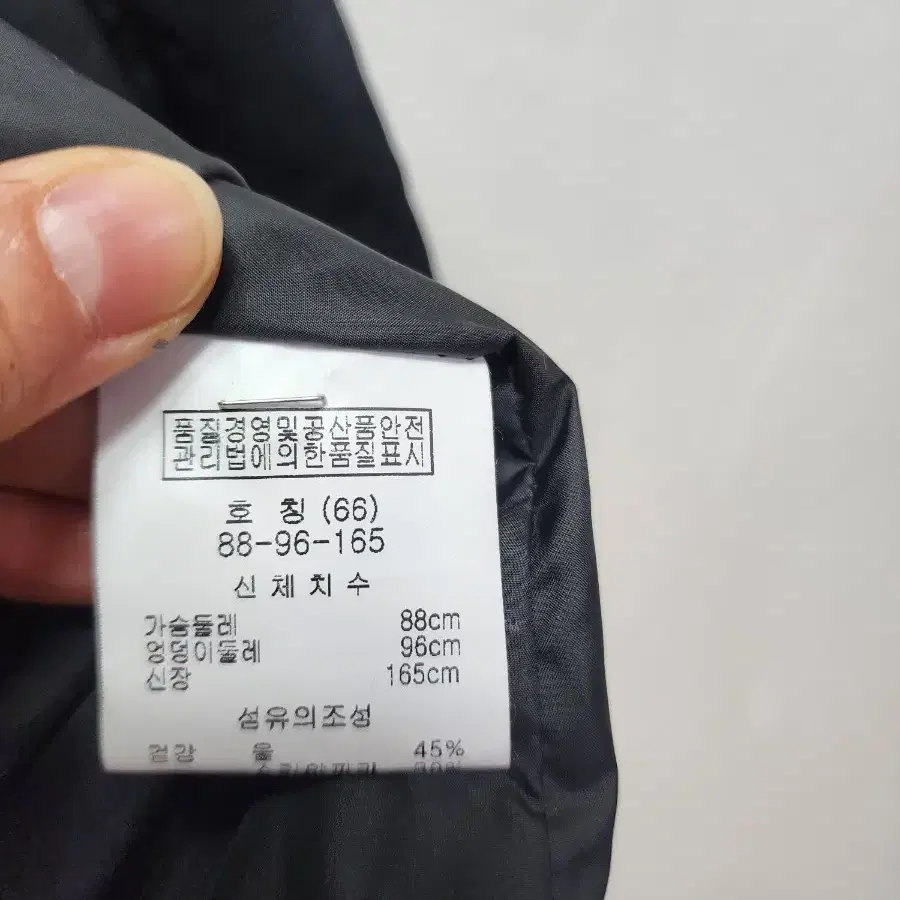 품질경영및공산품안전
관리법에의한품질표시
호 칭 (66)
88-96-165
신 체 치 수
가슴둘레 88cm
엉덩이둘레 96cm
신장 165cm
섬유의조성
겉감 울 45%